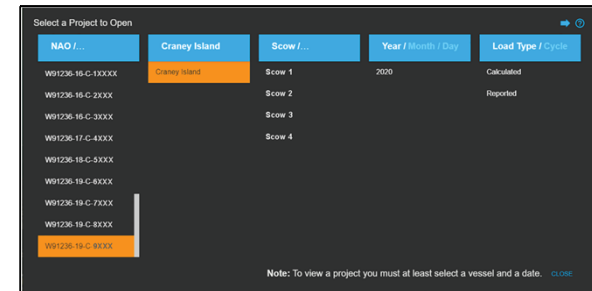 Select a Project to Open
NAO /...
Craney Island
Scow /...
Year / Month / Day
Load Type / Cycle
W91236-16-C-1XXXX
Craney Island
Scow 1
2020
Calculated
W91236-16-C-2XXX
Scow 2
Reported
W91236-16-C-3XXX
Scow 3
W91236-17-C-4XXX
Scow 4
W91236-18-C-5XXX
W91236-19-C-6XXX
W91236-19-C-7XXX
W91236-19-C-8XXX
W91236-19-C-9XXX
Note: To view a project you must at least select a vessel and a date. CLOSE